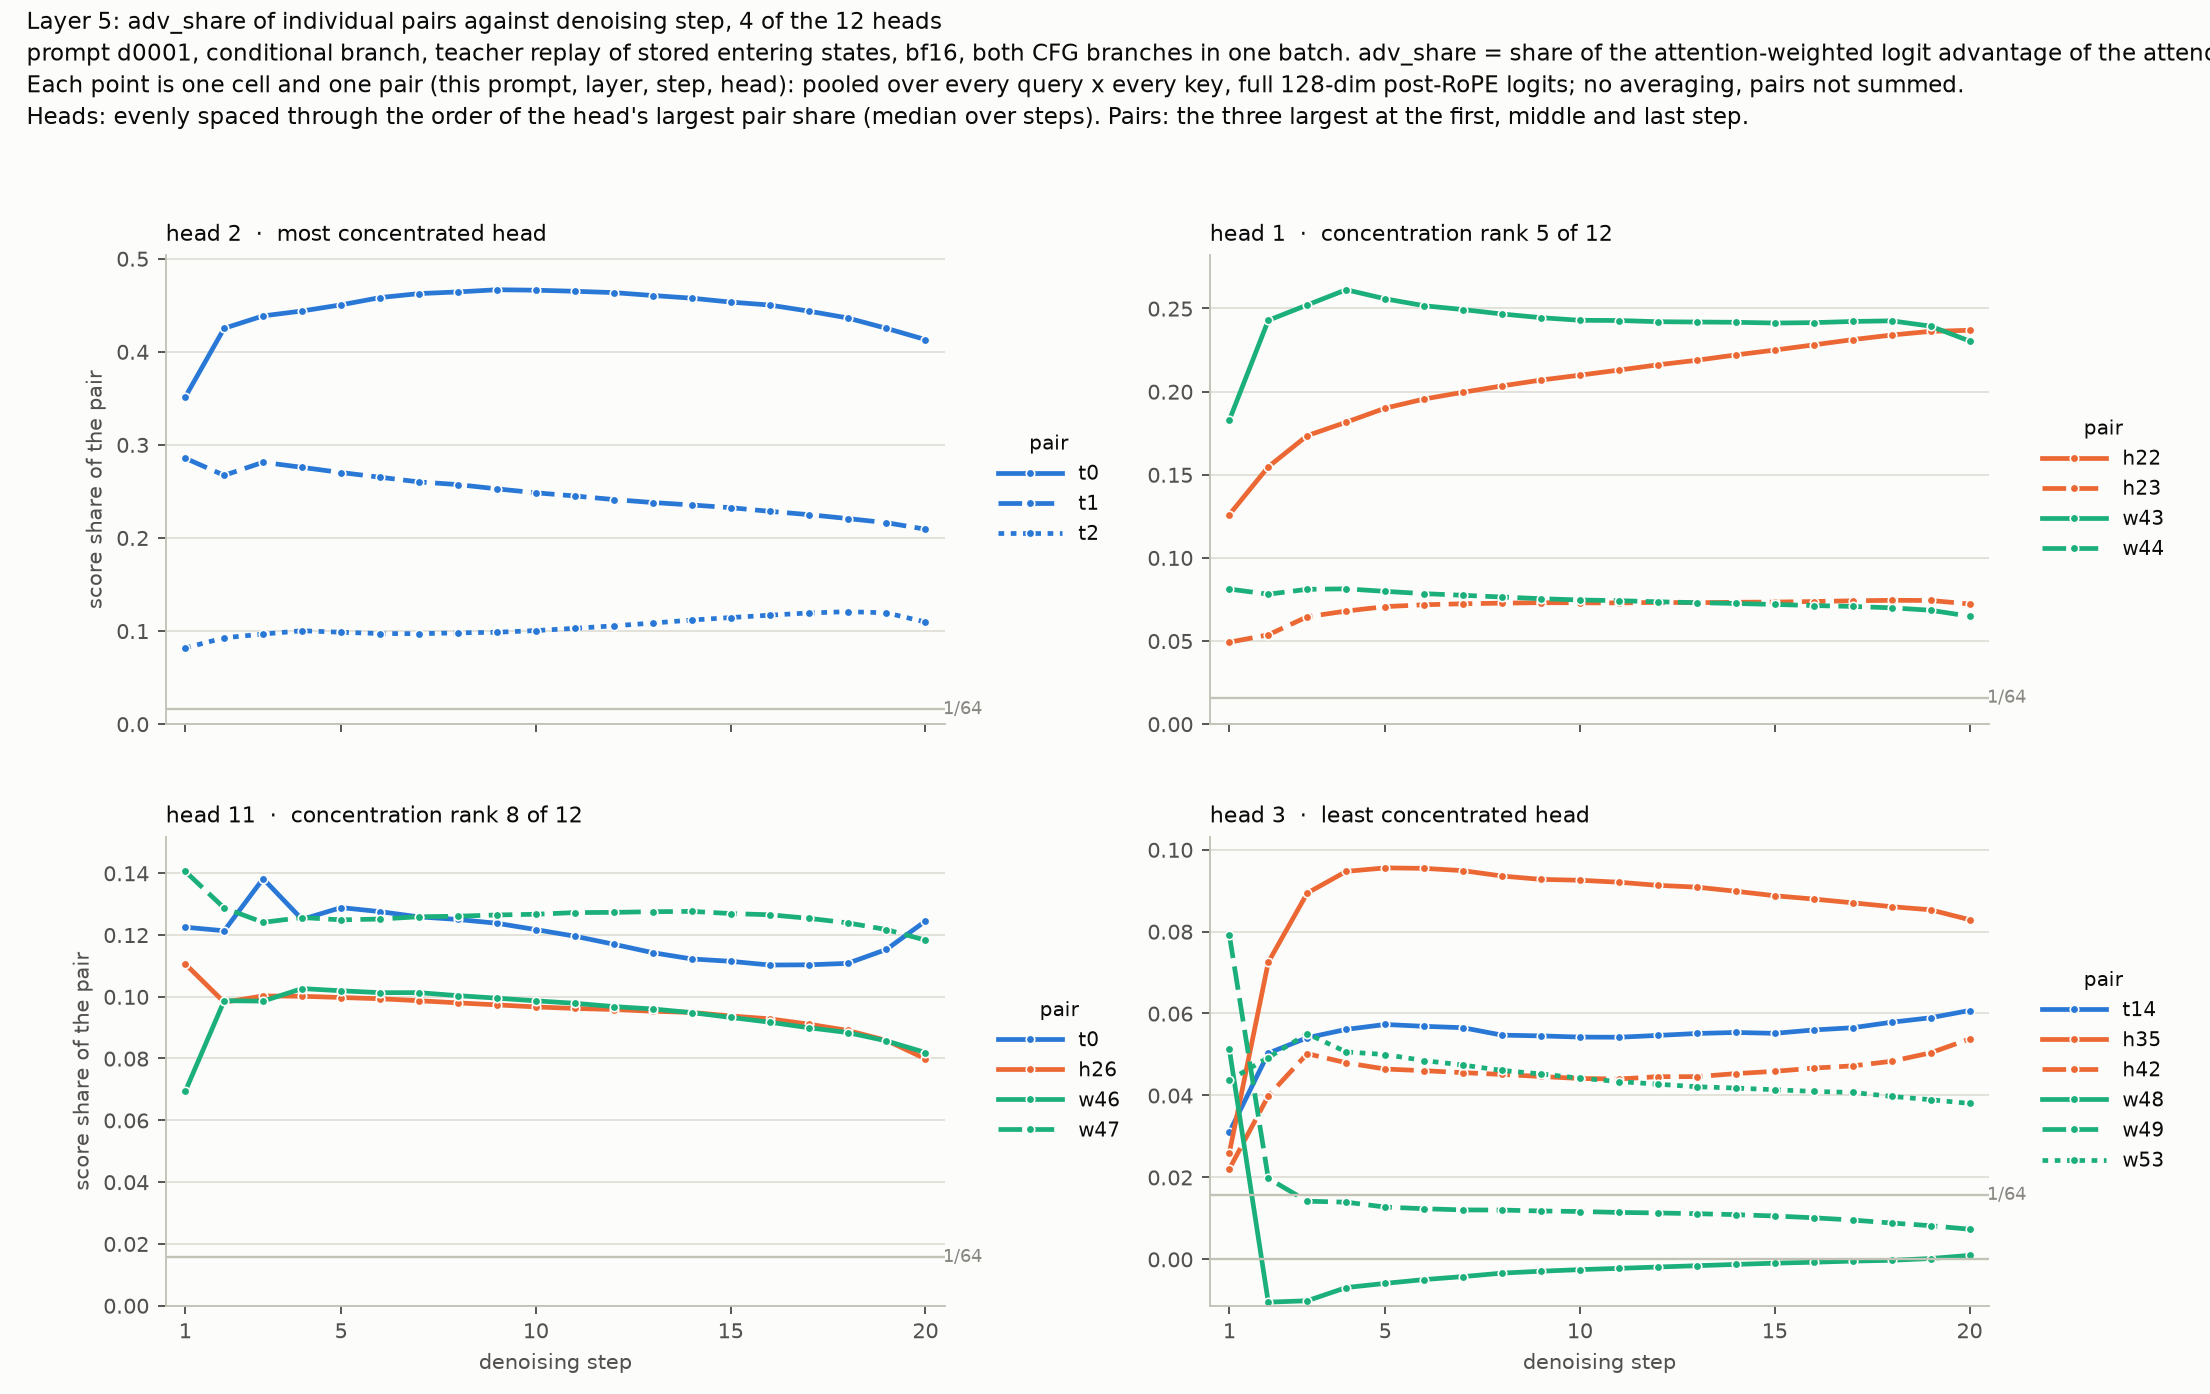 Layer 5: adv_share of individual pairs against denoising step, 4 of the 12 heads
prompt d0001, conditional branch, teacher replay of stored entering states, bf16, both CFG branches in one batch. adv_share = share of the attention-weighted logit advantage of the
Each point is one cell and one pair (this prompt, layer, step, head): pooled over every query x every key, full 128-dim post-RoPE logits; no averaging, pairs not summed.
Heads: evenly spaced through the order of the head's largest pair share (median over steps). Pairs: the three largest at the first, middle and last step.
head 2 · most concentrated head
0.5
0.4
0.3
0.2
0.1
0.0
score share of the pair
1/64
pair
t0
t1
t2
head 1 · concentration rank 5 of 12
0.25
0.20
0.15
0.10
0.05
0.00
1/64
pair
h22
h23
w43
w44
head 11 · concentration rank 8 of 12
0.14
0.12
0.10
0.08
0.06
0.04
0.02
0.00
score share of the pair
1/64
1
5
10
15
20
denoising step
pair
t0
h26
w46
w47
head 3 · least concentrated head
0.10
0.08
0.06
0.04
0.02
0.00
1/64
1
5
10
15
20
denoising step
pair
t14
h35
h42
w48
w49
w53